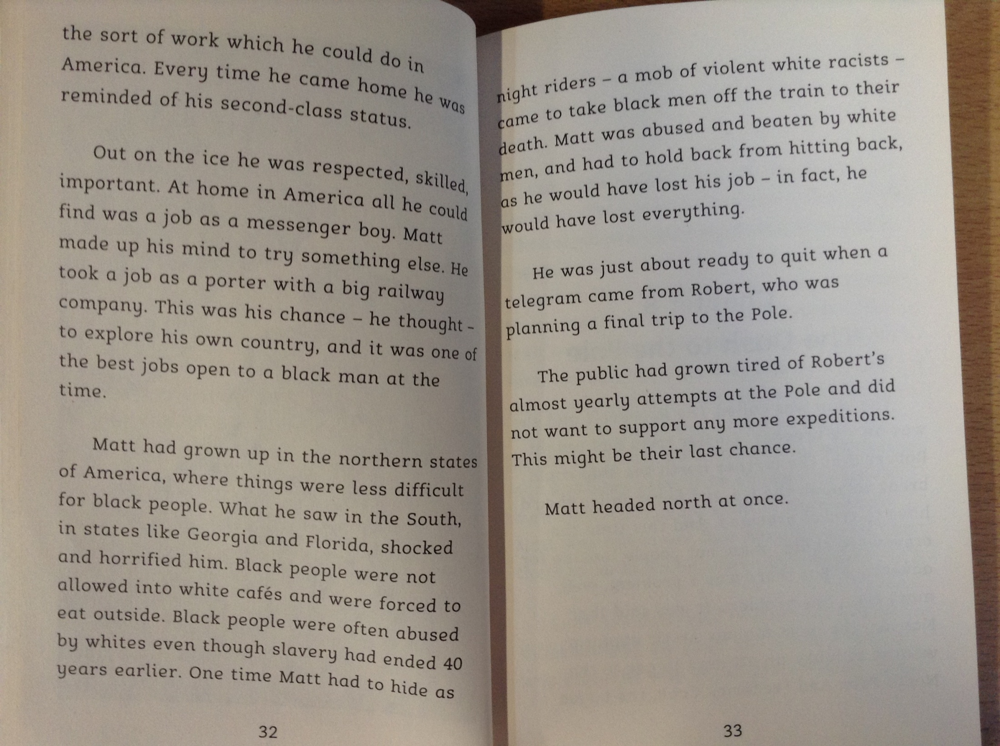 the sort of work which he could do in
America. Every time he came home he was
reminded of his second-class status.
Out on the ice he was respected, skilled,
important. At home in America all he could
find was a job as a messenger boy. Matt
made up his mind to try something else. He
took a job as a porter with a big railway
company. This was his chance – he thought –
to explore his own country, and it was one of
the best jobs open to a black man at the
time.
Matt had grown up in the northern states
of America, where things were less difficult
for black people. What he saw in the South,
in states like Georgia and Florida, shocked
and horrified him. Black people were not
allowed into white cafés and were forced to
eat outside. Black people were often abused
by whites even though slavery had ended 40
years earlier. One time Matt had to hide as
32
night riders – a mob of violent white racists –
came to take black men off the train to their
death. Matt was abused and beaten by white
men, and had to hold back from hitting back,
as he would have lost his job – in fact, he
would have lost everything.
He was just about ready to quit when a
telegram came from Robert, who was
planning a final trip to the Pole.
The public had grown tired of Robert's
almost yearly attempts at the Pole and did
not want to support any more expeditions.
This might be their last chance.
Matt headed north at once.
33